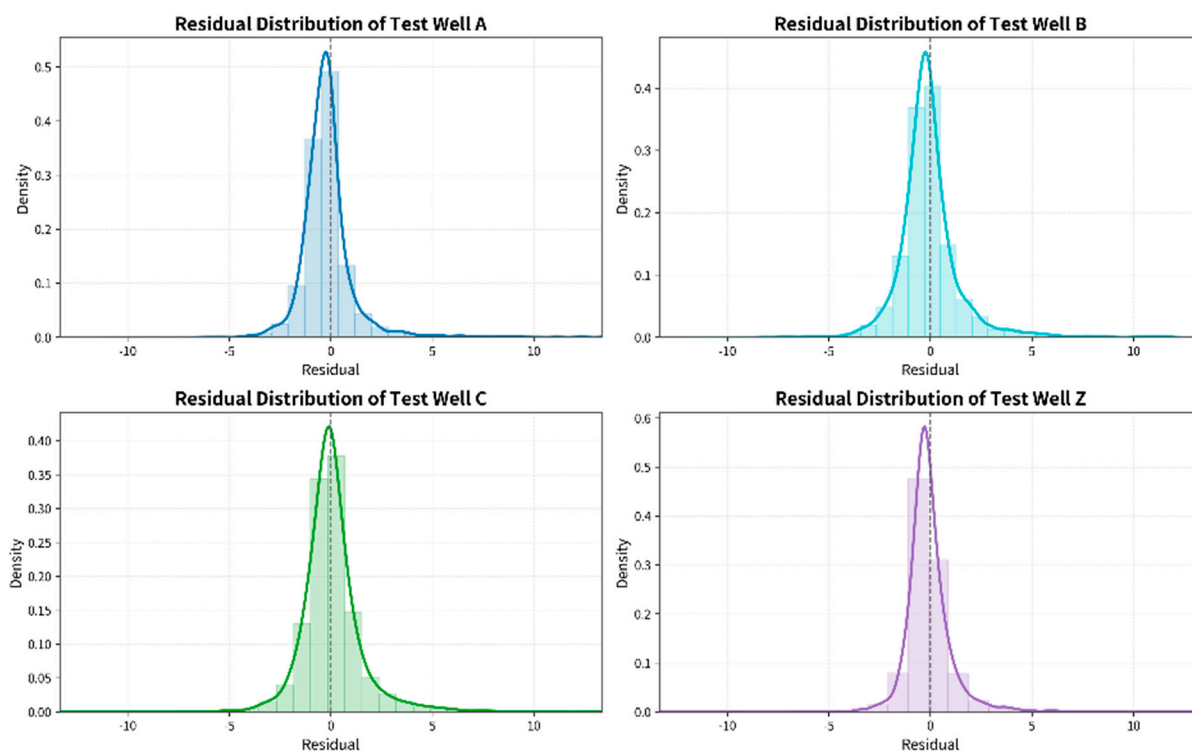 Residual Distribution of Test Well A
Density
0.5
0.4
0.3
0.2
0.1
0.0
-10 -5 0 5 10
Residual
Residual Distribution of Test Well B
Density
0.4
0.3
0.2
0.1
0.0
-10 -5 0 5 10
Residual
Residual Distribution of Test Well C
Density
0.40
0.35
0.30
0.25
0.20
0.15
0.10
0.05
0.00
-10 -5 0 5 10
Residual
Residual Distribution of Test Well Z
Density
0.6
0.5
0.4
0.3
0.2
0.1
0.0
-10 -5 0 5 10
Residual